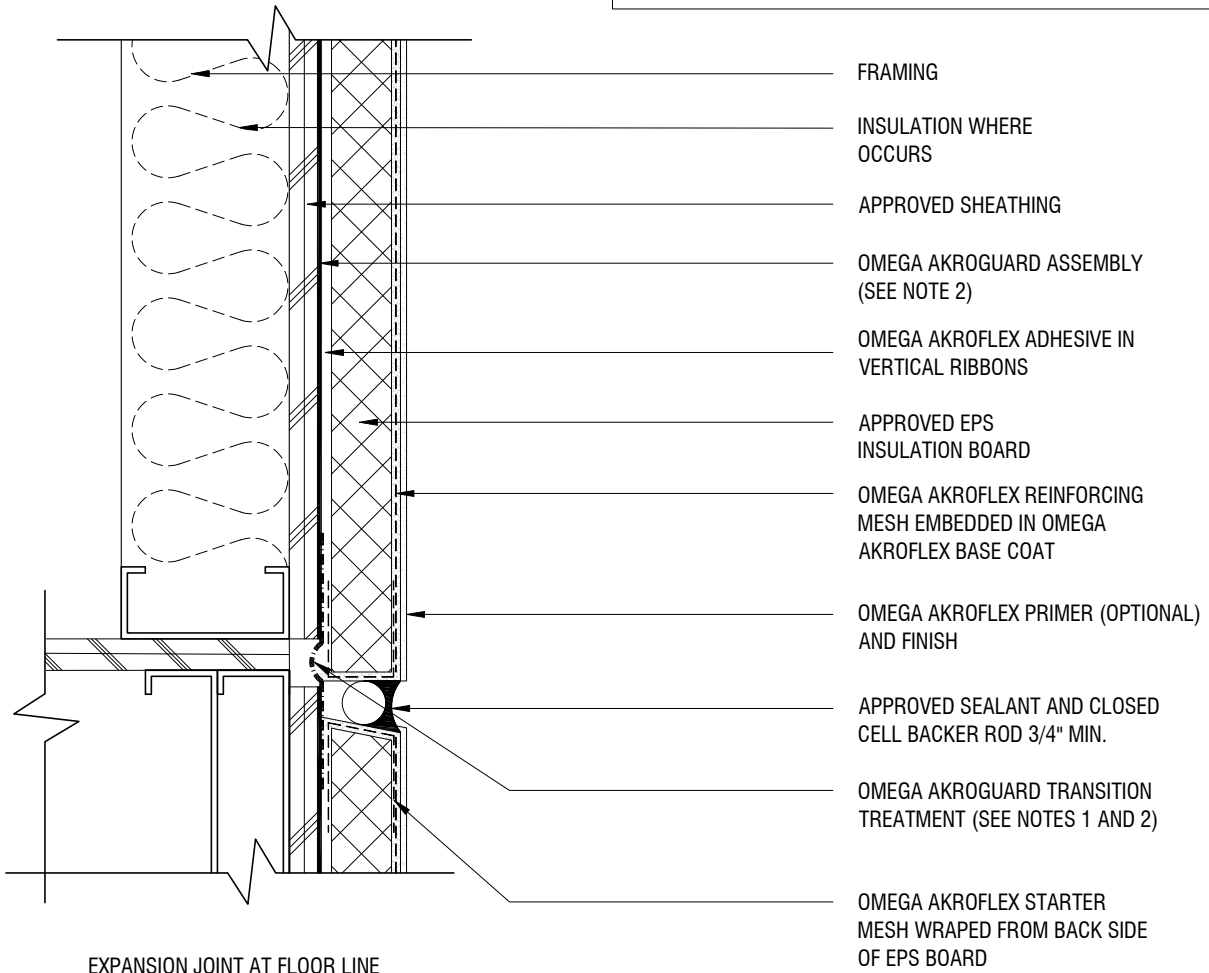 FRAMING
INSULATION WHERE
OCCURS
APPROVED SHEATHING
OMEGA AKROGUARD ASSEMBLY
(SEE NOTE 2)
OMEGA AKROFLEX ADHESIVE IN
VERTICAL RIBBONS
APPROVED EPS
INSULATION BOARD
OMEGA AKROFLEX REINFORCING
MESH EMBEDDED IN OMEGA
AKROFLEX BASE COAT
OMEGA AKROFLEX PRIMER (OPTIONAL)
AND FINISH
APPROVED SEALANT AND CLOSED
CELL BACKER ROD 3/4" MIN.
OMEGA AKROGUARD TRANSITION
TREATMENT (SEE NOTES 1 AND 2)
OMEGA AKROFLEX STARTER
MESH WRAPED FROM BACK SIDE
OF EPS BOARD
EXPANSION JOINT AT FLOOR LINE